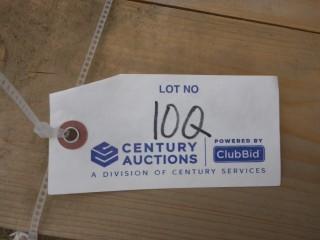 LOT NO
10Q
CENTURY AUCTIONS
POWERED BY
ClubBid
A DIVISION OF CENTURY SERVICES